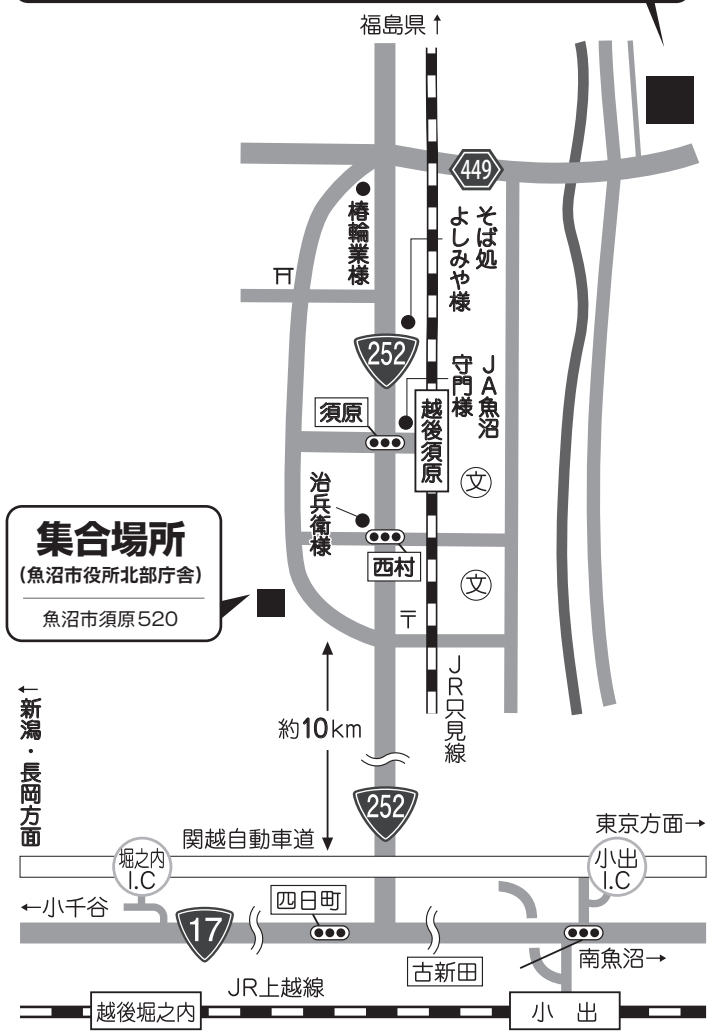 福島県↑
449
椿輪業様
そば処
よしみや様
252
JA魚沼
守門様
須原
越後須原
文
治兵衛様
西村
文
集合場所
(魚沼市役所北部庁舎)
魚沼市須原520
〒
JR只見線
←新潟・長岡方面
約10km
252
関越自動車道
東京方面→
堀之内
I.C
小出
I.C
←小千谷
四日町
17
古新田
南魚沼→
JR上越線
越後堀之内
小出